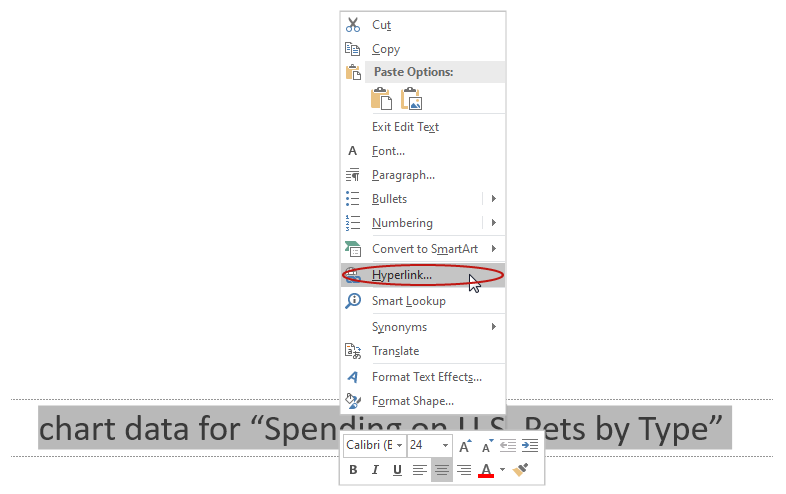 Cut
Copy
Paste Options:
Exit Edit Text
A Font...
Paragraph...
Bullets
Numbering
Convert to SmartArt
Hyperlink...
Smart Lookup
Synonyms
Translate
A Format Text Effects...
Format Shape...
chart data for “Spending on U.S. Pets by Type”
Calibri (E 24 A A
B I U A